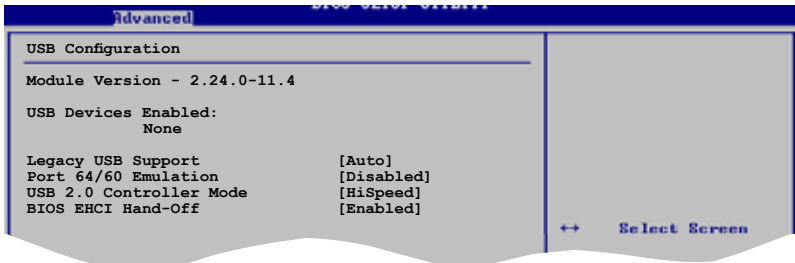 Advanced
USB Configuration
Module Version - 2.24.0-11.4
USB Devices Enabled:
None
Legacy USB Support [Auto]
Port 64/60 Emulation [Disabled]
USB 2.0 Controller Mode [HiSpeed]
BIOS EHCI Hand-Off [Enabled]
↔ Select Screen